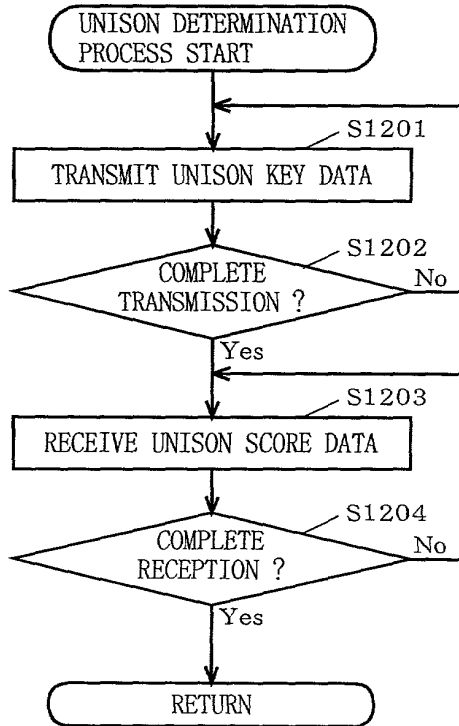 UNISON DETERMINATION
PROCESS START
S1201
TRANSMIT UNISON KEY DATA
S1202
COMPLETE
TRANSMISSION ?
No
Yes
S1203
RECEIVE UNISON SCORE DATA
S1204
COMPLETE
RECEPTION ?
No
Yes
RETURN